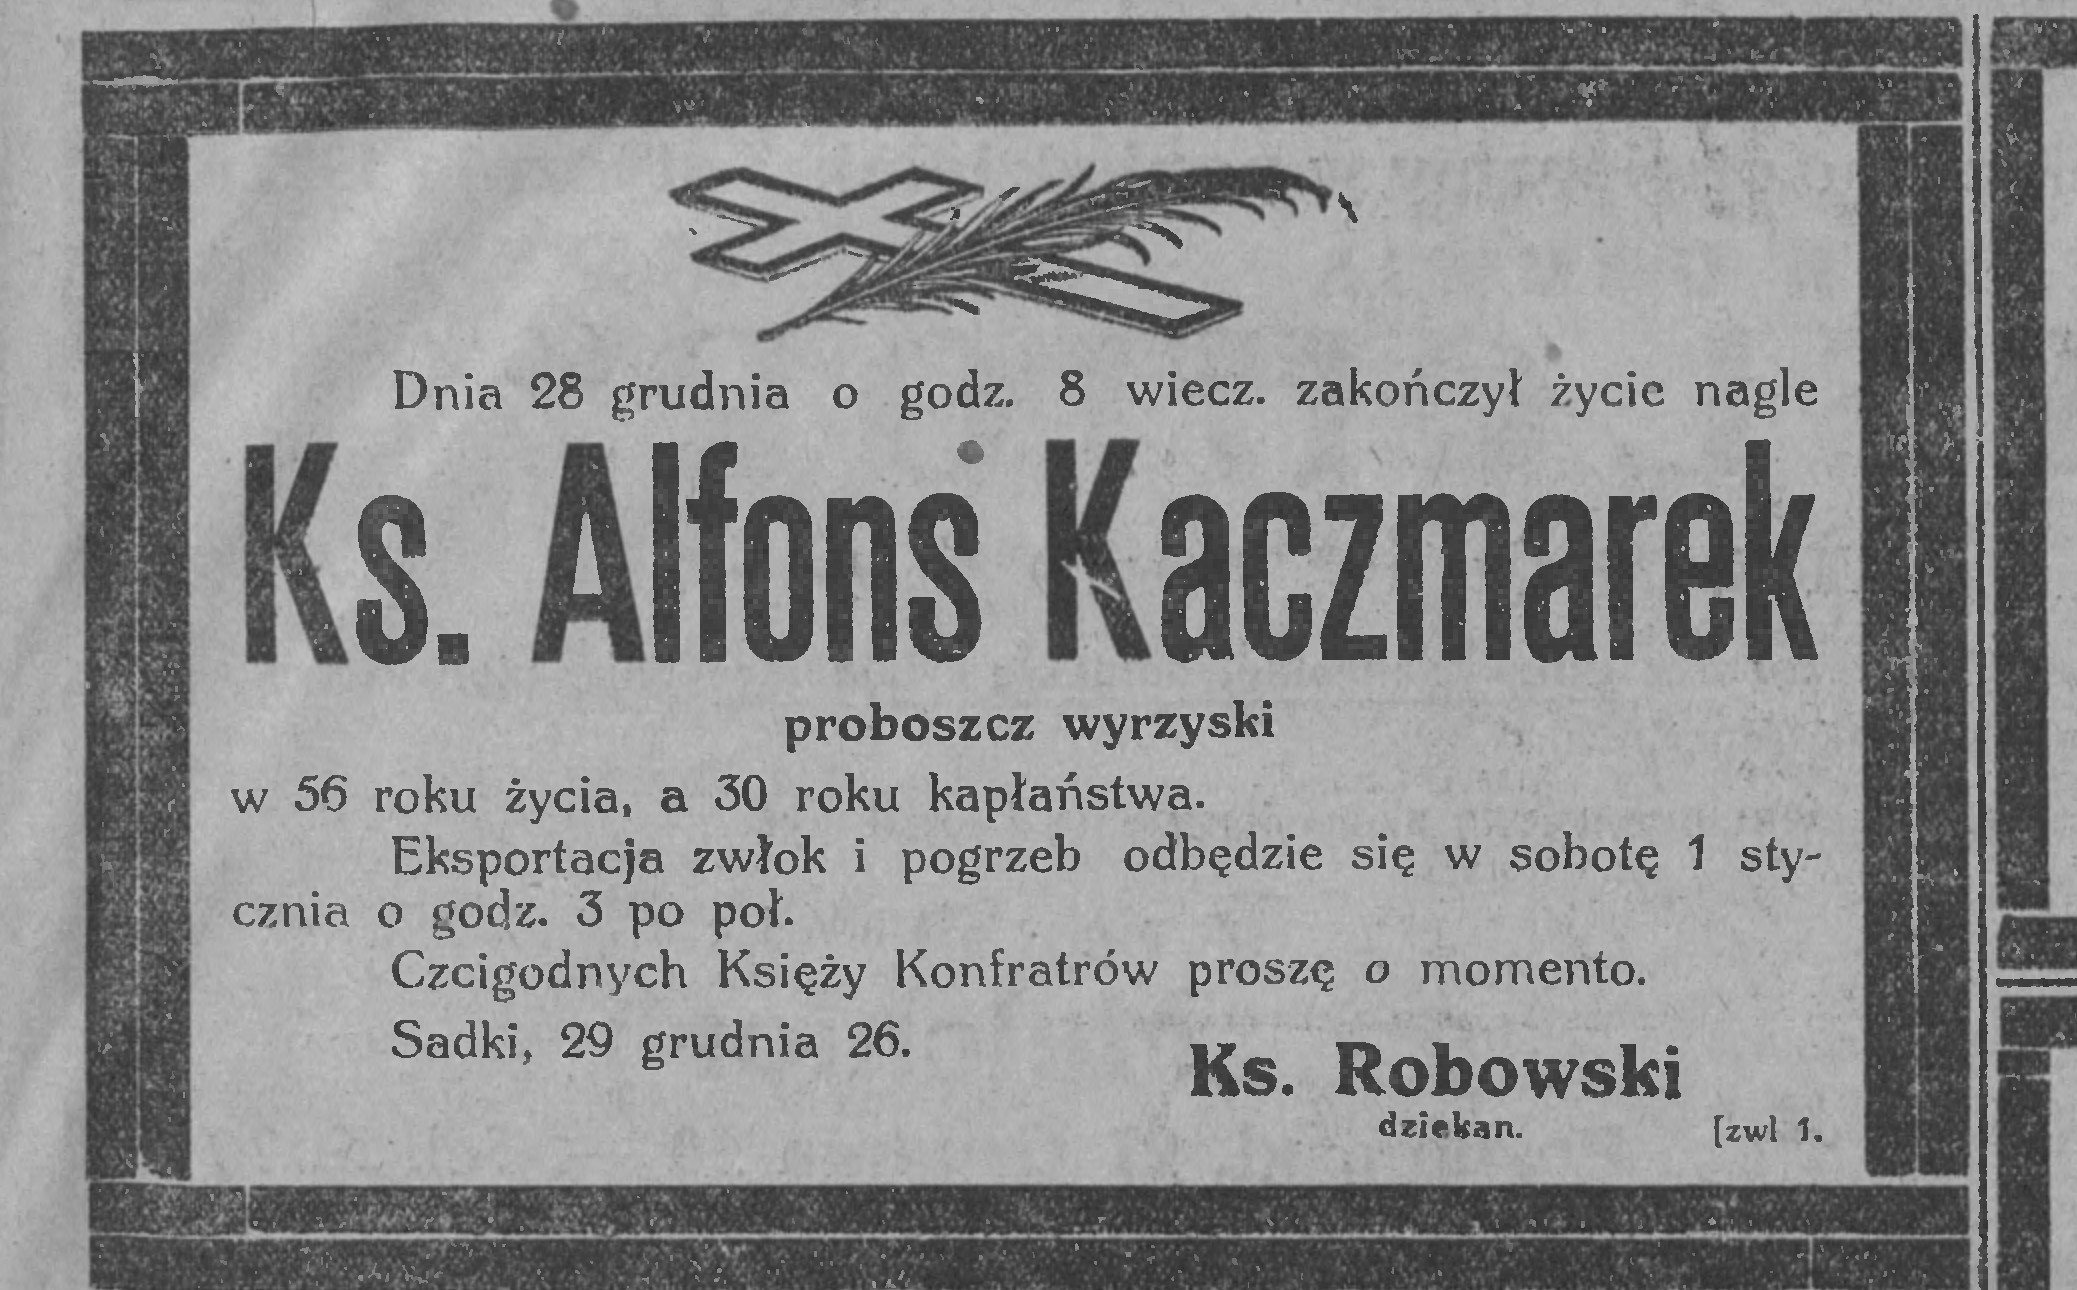 Dnia 28 grudnia o godz. 8 wiecz. zakończył życie nagle
Ks. Alfons Kaczmarek
proboszcz wyrzyski
w 56 roku życia, a 30 roku kapłaństwa.
Eksportacja zwłok i pogrzeb odbędzie się w sobotę 1 sty-
cznia o godz. 3 po poł.
Czcigodnych Księży Konfratrów proszę o momento.
Sadki, 29 grudnia 26.
Ks. Robowski
dziekan.
[zwl 1.